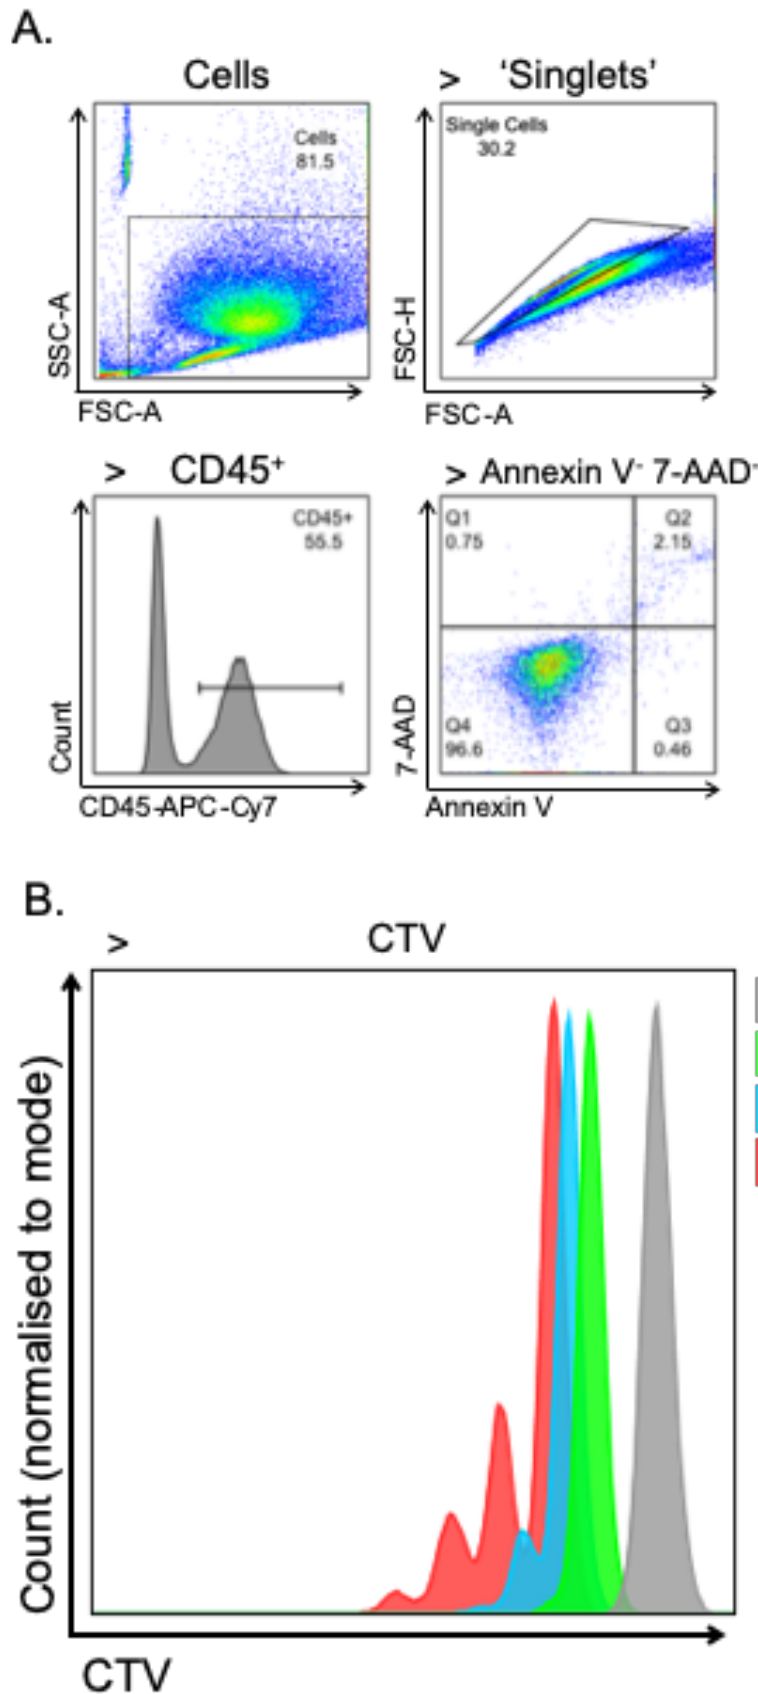 A.
Cells
> 'Singlets'
Cells
81.5
Single Cells
30.2
SSC-A
FSC-A
FSC-H
FSC-A
> CD45⁺
> Annexin V⁻ 7-AAD⁻
CD45+
55.5
Q1
0.75
Q2
2.15
Q4
96.6
Q3
0.46
Count
CD45-APC-Cy7
7-AAD
Annexin V
B.
> CTV
Count (normalised to mode)
CTV